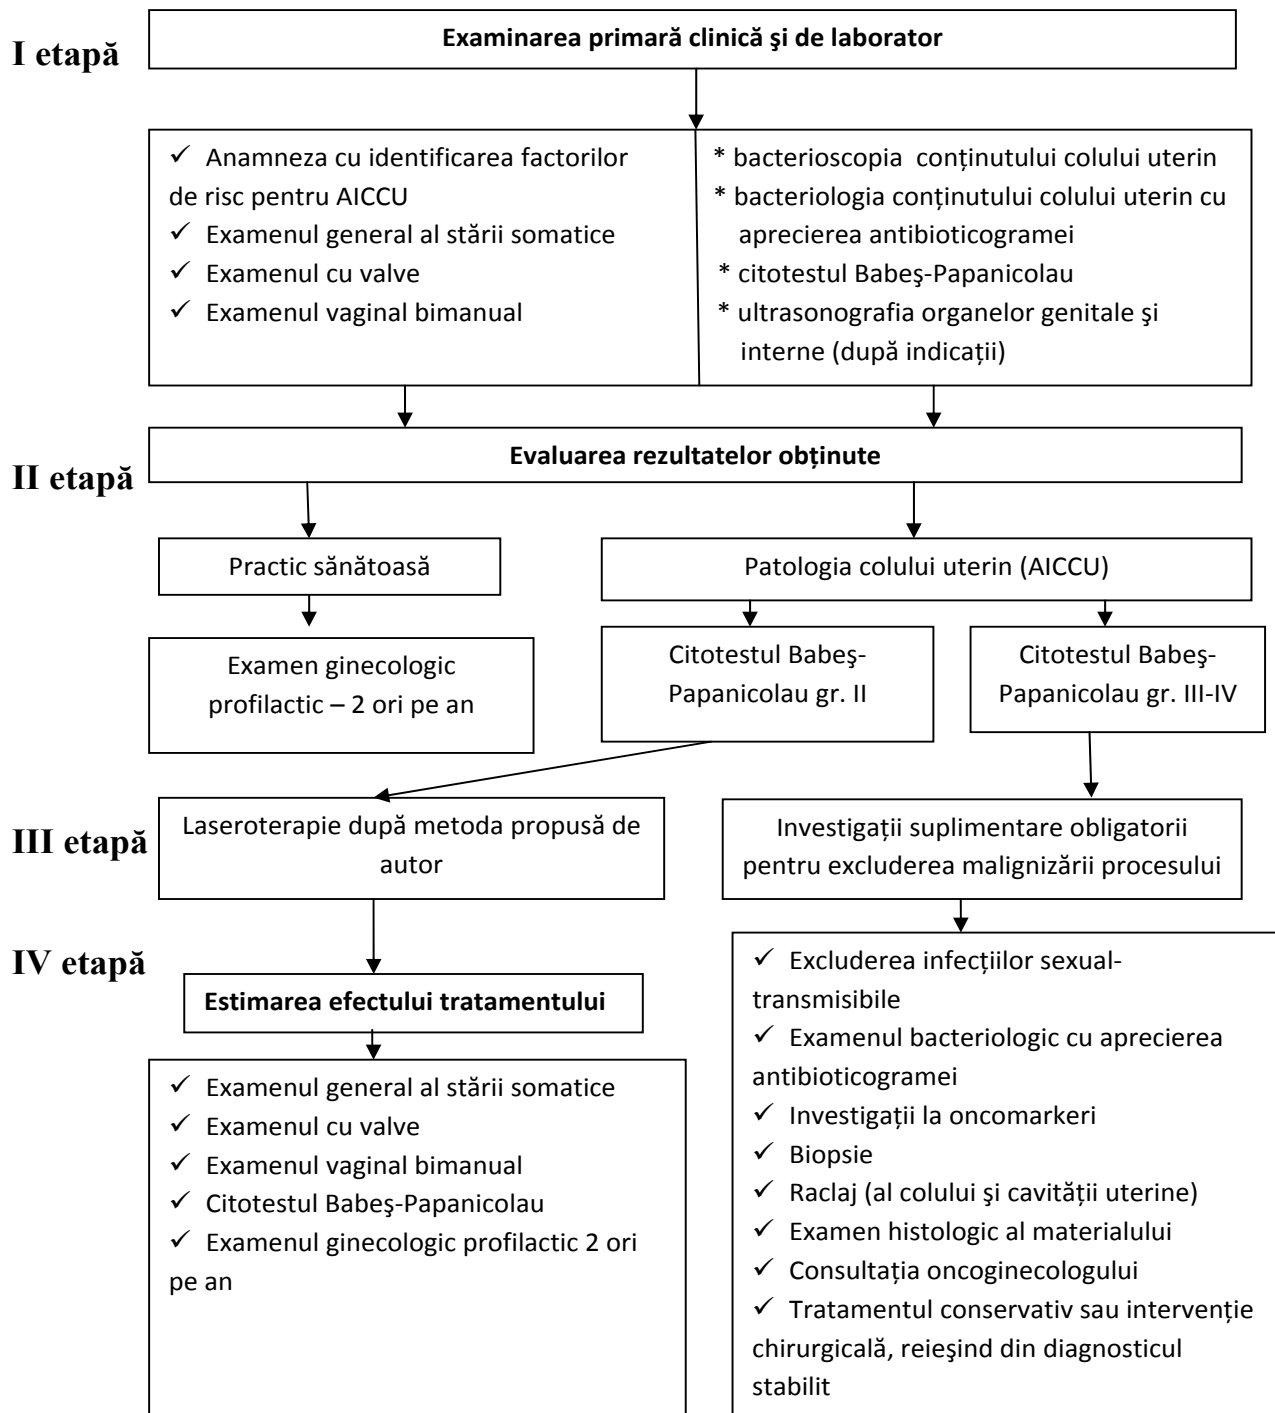 I etapă
Examinarea primară clinică şi de laborator
✓ Anamneza cu identificarea factorilor
de risc pentru AICCU
✓ Examenul general al stării somatice
✓ Examenul cu valve
✓ Examenul vaginal bimanual
* bacterioscopia conținutului colului uterin
* bacteriologia conținutului colului uterin cu
aprecierea antibioticogramei
* citotestul Babeş-Papanicolau
* ultrasonografia organelor genitale şi
interne (după indicații)
II etapă
Evaluarea rezultatelor obținute
Practic sănătoasă
Patologia colului uterin (AICCU)
Examen ginecologic
profilactic – 2 ori pe an
Citotestul Babeş-
Papanicolau gr. II
Citotestul Babeş-
Papanicolau gr. III-IV
III etapă
Laseroterapie după metoda propusă de
autor
Investigații suplimentare obligatorii
pentru excluderea malignizării procesului
IV etapă
Estimarea efectului tratamentului
✓ Examenul general al stării somatice
✓ Examenul cu valve
✓ Examenul vaginal bimanual
✓ Citotestul Babeş-Papanicolau
✓ Examenul ginecologic profilactic 2 ori
pe an
✓ Excluderea infecțiilor sexual-
transmisibile
✓ Examenul bacteriologic cu aprecierea
antibioticogramei
✓ Investigații la oncomarkeri
✓ Biopsie
✓ Raclaj (al colului şi cavității uterine)
✓ Examen histologic al materialului
✓ Consultația oncoginecologului
✓ Tratamentul conservativ sau intervenție
chirurgicală, reieşind din diagnosticul
stabilit